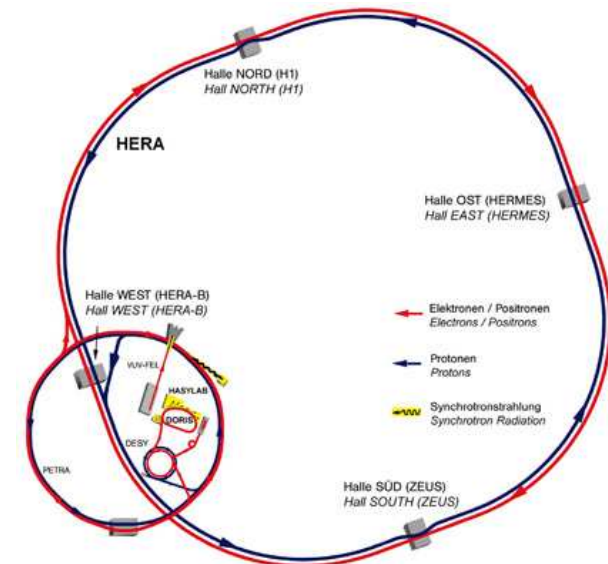 Halle NORD (H1)
Hall NORTH (H1)
HERA
Halle OST (HERMES)
Hall EAST (HERMES)
Halle WEST (HERA-B)
Hall WEST (HERA-B)
Elektronen / Positronen
Electrons / Positrons
Protonen
Protons
Synchrotronstrahlung
Synchrotron Radiation
VUV-FEL
HASYLAB
DORIS
DESY
PETRA
Halle SÜD (ZEUS)
Hall SOUTH (ZEUS)